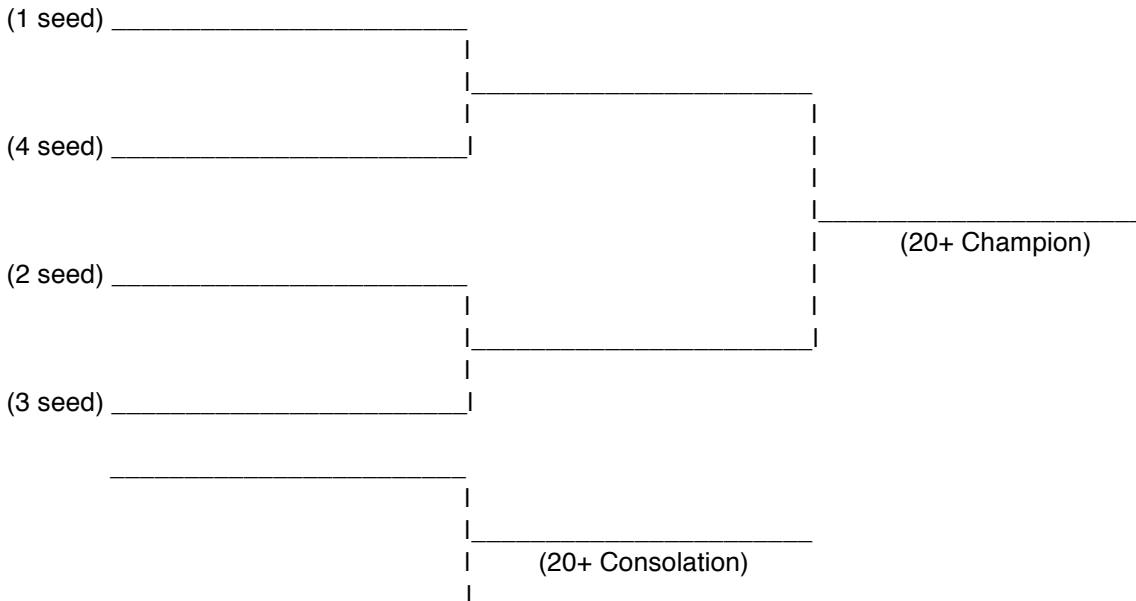 (1 seed)
(4 seed)
(20+ Champion)
(2 seed)
(3 seed)
(20+ Consolation)